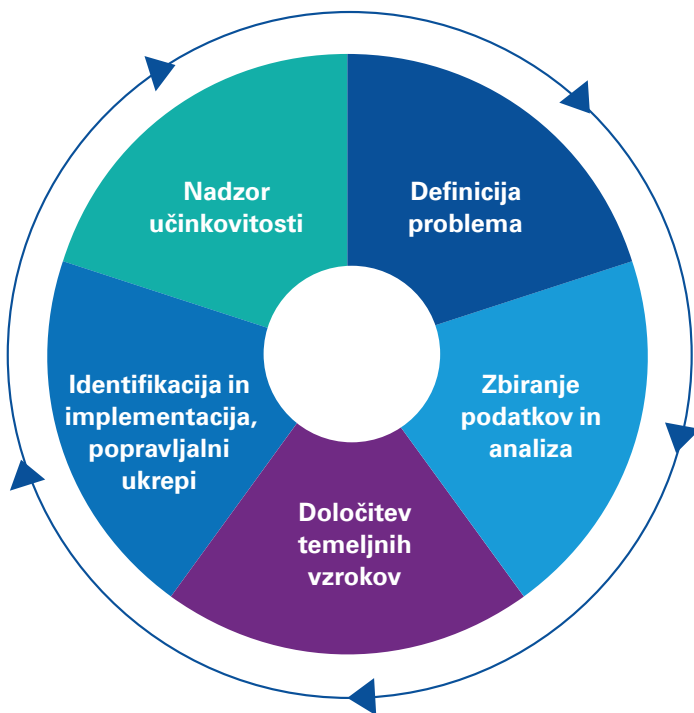 Definicija
problema
Zbiranje
podatkov in
analiza
Določitev
temeljnih
vzrokov
Identifikacija in
implementacija,
popravljalni
ukrepi
Nadzor
učinkovitosti